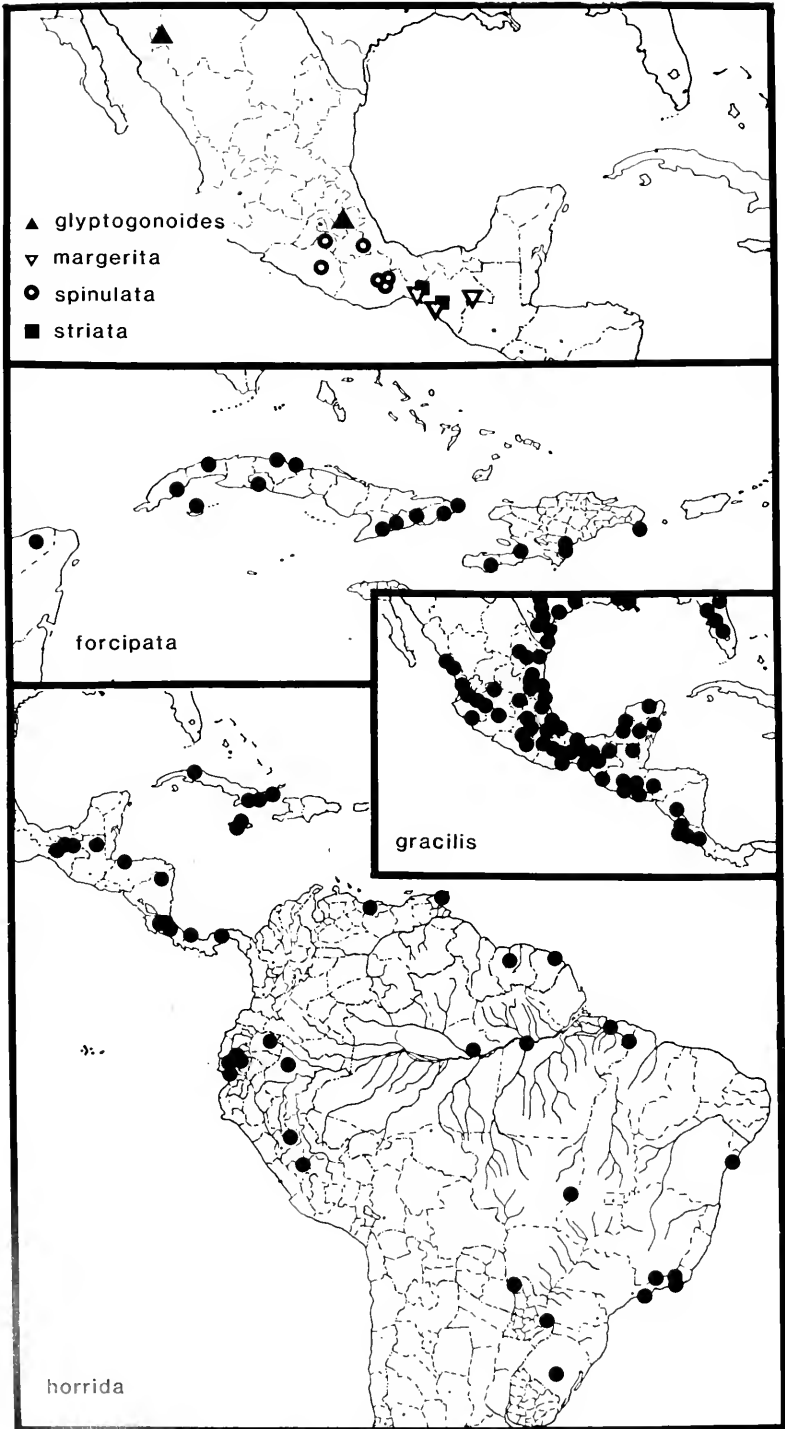 ▲ glyptogonoides
▽ margerita
○ spinulata
■ striata
forcipata
gracilis
horrida